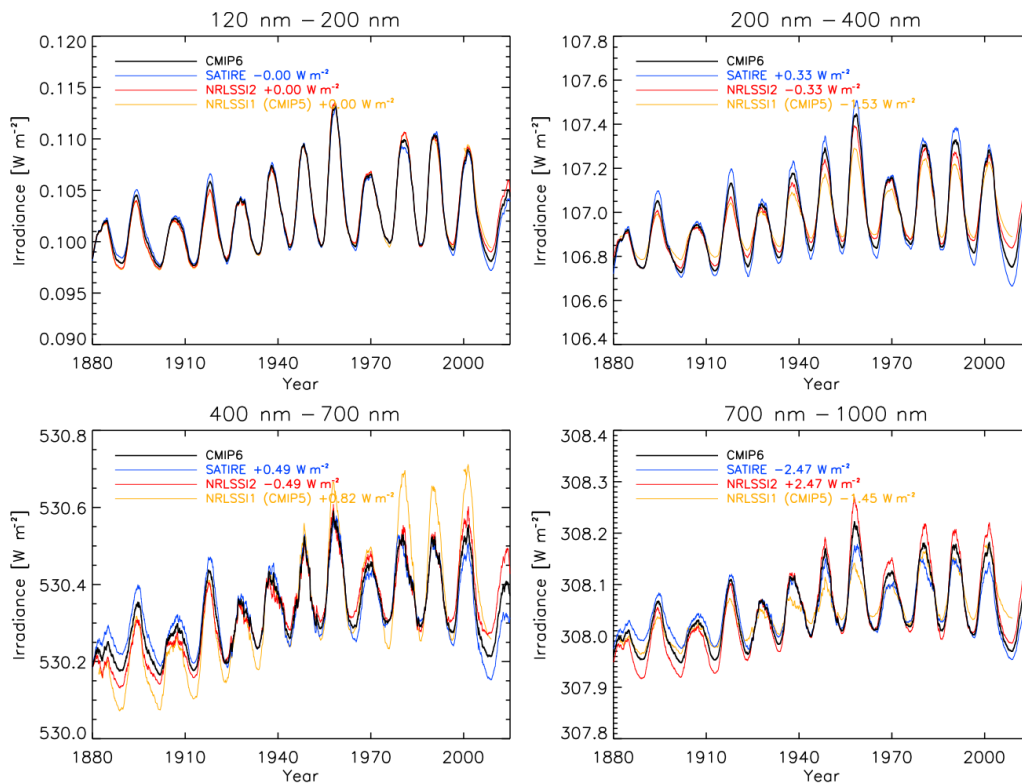 120 nm − 200 nm
0.120
0.115
0.110
0.105
0.100
0.095
0.090
Irradiance [W m⁻²]
CMIP6
SATIRE −0.00 W m⁻²
NRLSSI2 +0.00 W m⁻²
NRLSSI1 (CMIP5) +0.00 W m⁻²
1880 1910 1940 1970 2000
Year
200 nm − 400 nm
107.8
107.6
107.4
107.2
107.0
106.8
106.6
106.4
Irradiance [W m⁻²]
CMIP6
SATIRE +0.33 W m⁻²
NRLSSI2 −0.33 W m⁻²
NRLSSI1 (CMIP5) −1.53 W m⁻²
1880 1910 1940 1970 2000
Year
400 nm − 700 nm
530.8
530.6
530.4
530.2
530.0
Irradiance [W m⁻²]
CMIP6
SATIRE +0.49 W m⁻²
NRLSSI2 −0.49 W m⁻²
NRLSSI1 (CMIP5) +0.82 W m⁻²
1880 1910 1940 1970 2000
Year
700 nm − 1000 nm
308.4
308.3
308.2
308.1
308.0
307.9
307.8
Irradiance [W m⁻²]
CMIP6
SATIRE −2.47 W m⁻²
NRLSSI2 +2.47 W m⁻²
NRLSSI1 (CMIP5) −1.45 W m⁻²
1880 1910 1940 1970 2000
Year